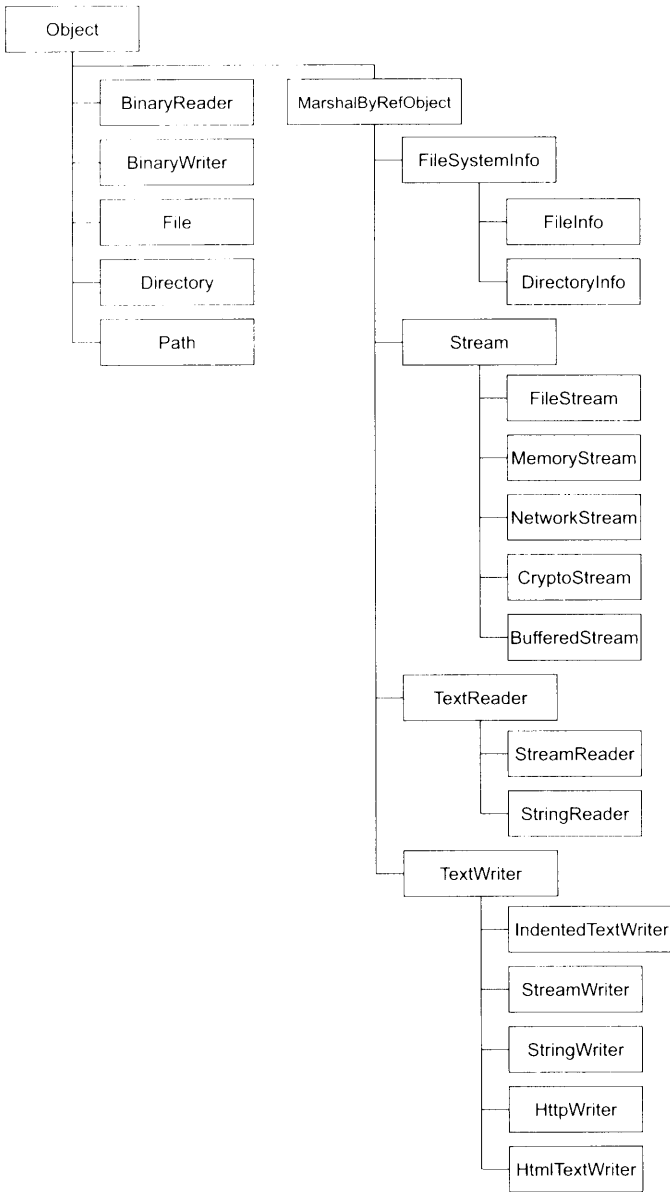 Object
BinaryReader
BinaryWriter
File
Directory
Path
MarshalByRefObject
FileSystemInfo
FileInfo
DirectoryInfo
Stream
FileStream
MemoryStream
NetworkStream
CryptoStream
BufferedStream
TextReader
StreamReader
StringReader
TextWriter
IndentedTextWriter
StreamWriter
StringWriter
HttpWriter
HtmlTextWriter